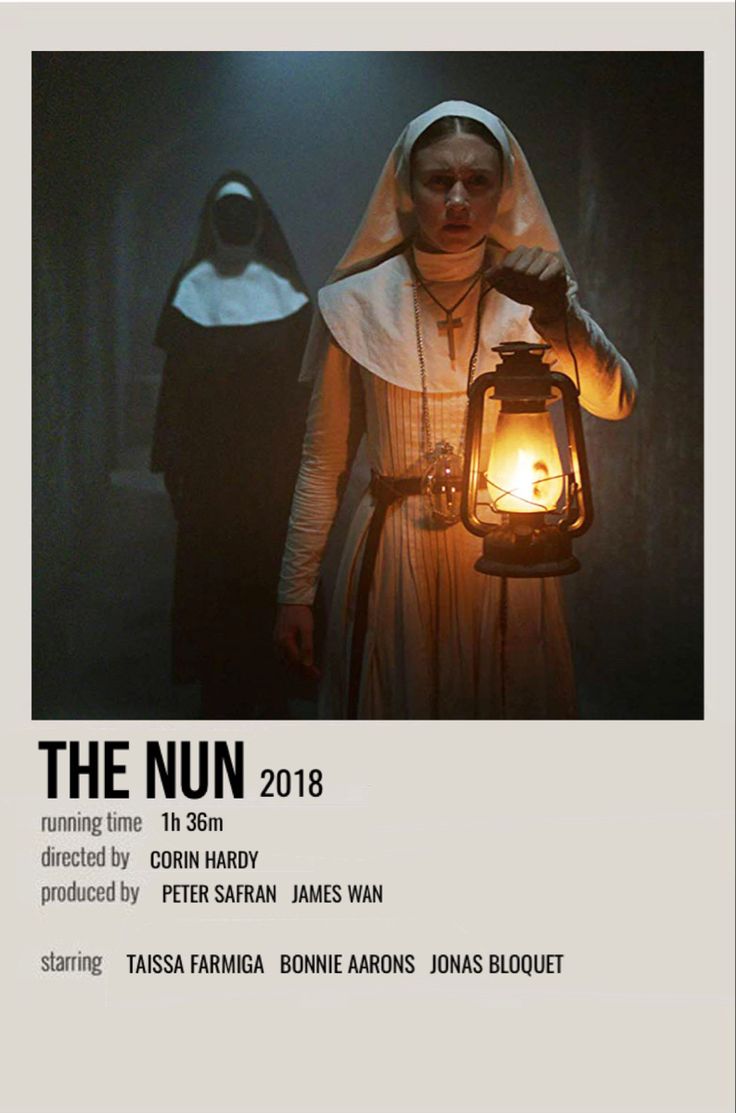 THE NUN 2018
running time 1h 36m
directed by CORIN HARDY
produced by PETER SAFRAN JAMES WAN
starring TAISSA FARMIGA BONNIE AARONS JONAS BLOQUET